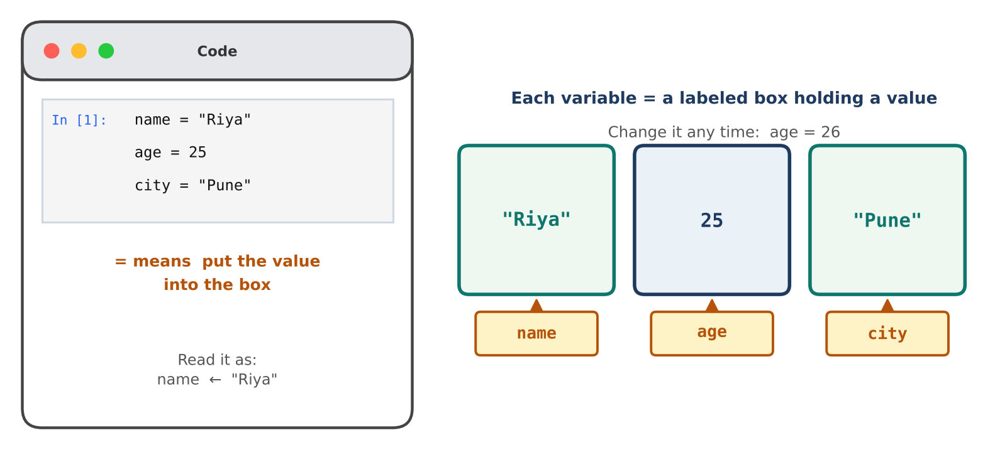 Code
In [1]: name = "Riya"
age = 25
city = "Pune"
= means  put the value
into the box
Read it as:
name ← "Riya"
Each variable = a labeled box holding a value
Change it any time:  age = 26
"Riya"
25
"Pune"
name
age
city